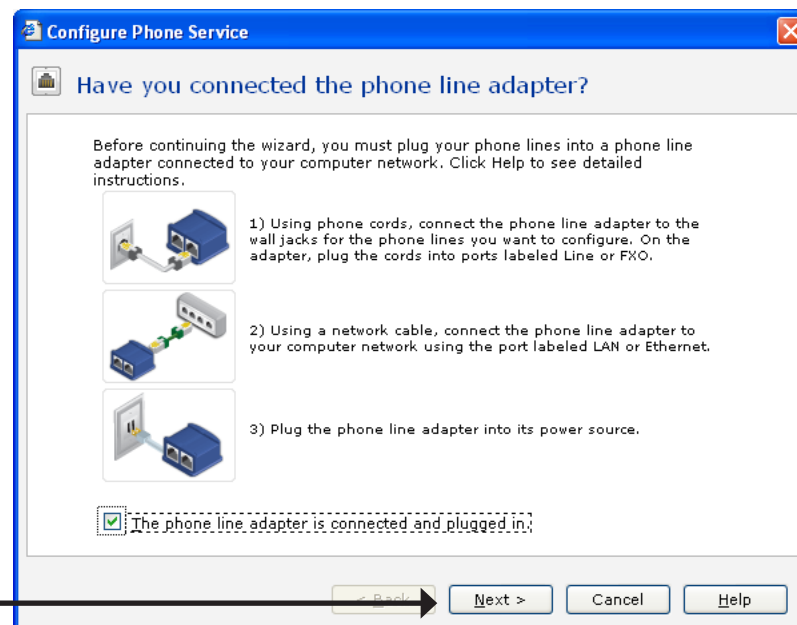 Configure Phone Service
Have you connected the phone line adapter?
Before continuing the wizard, you must plug your phone lines into a phone line
adapter connected to your computer network. Click Help to see detailed
instructions.
1) Using phone cords, connect the phone line adapter to the
wall jacks for the phone lines you want to configure. On the
adapter, plug the cords into ports labeled Line or FXO.
2) Using a network cable, connect the phone line adapter to
your computer network using the port labeled LAN or Ethernet.
3) Plug the phone line adapter into its power source.
The phone line adapter is connected and plugged in.
< Back Next > Cancel Help